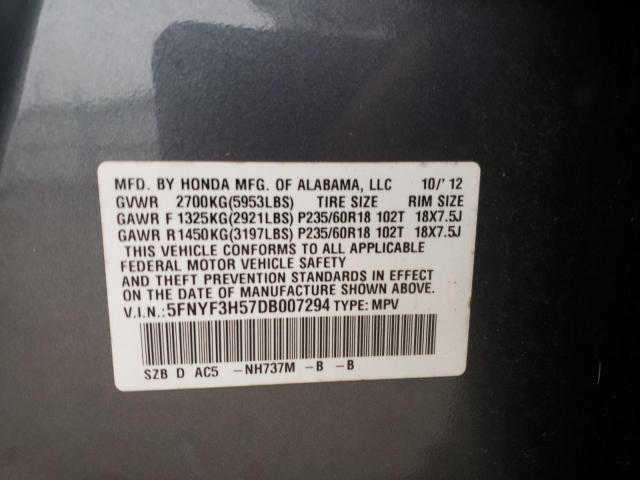 MFD. BY HONDA MFG. OF ALABAMA, LLC 10/'12
GVWR 2700KG(5953LBS) TIRE SIZE RIM SIZE
GAWR F 1325KG(2921LBS) P235/60R18 102T 18X7.5J
GAWR R1450KG(3197LBS) P235/60R18 102T 18X7.5J
THIS VEHICLE CONFORMS TO ALL APPLICABLE
FEDERAL MOTOR VEHICLE SAFETY
AND THEFT PREVENTION STANDARDS IN EFFECT
ON THE DATE OF MANUFACTURE SHOWN ABOVE.
V.I.N.: 5FNYF3H57DB007294 TYPE: MPV
SZB D AC5 -NH737M -B -B